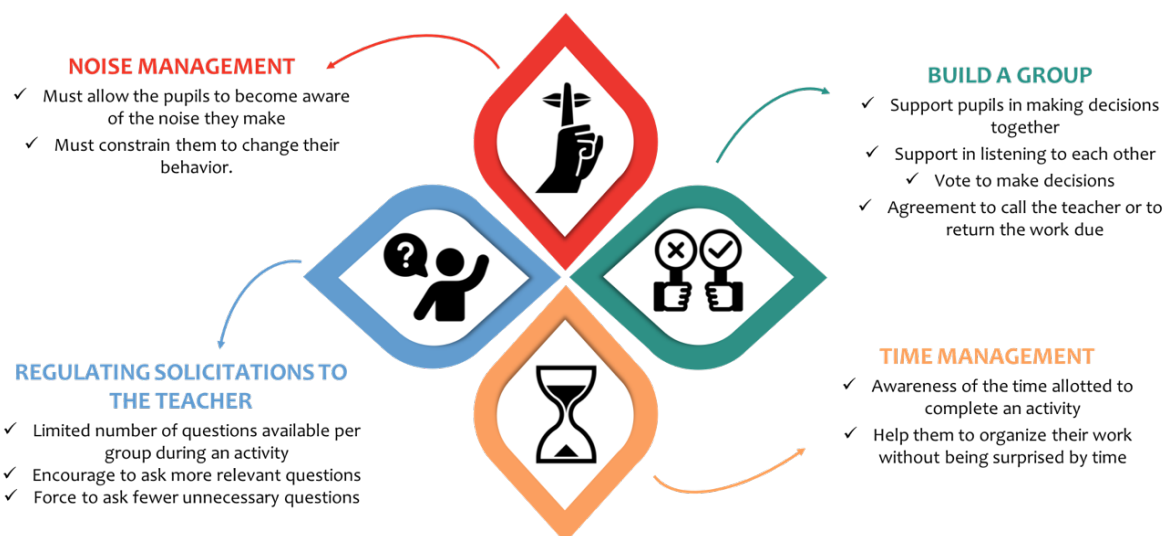 NOISE MANAGEMENT
✓ Must allow the pupils to become aware
of the noise they make
✓ Must constrain them to change their
behavior.
BUILD A GROUP
✓ Support pupils in making decisions
together
✓ Support in listening to each other
✓ Vote to make decisions
✓ Agreement to call the teacher or to
return the work due
?
REGULATING SOLICITATIONS TO
THE TEACHER
✓ Limited number of questions available per
group during an activity
✓ Encourage to ask more relevant questions
✓ Force to ask fewer unnecessary questions
TIME MANAGEMENT
✓ Awareness of the time allotted to
complete an activity
✓ Help them to organize their work
without being surprised by time